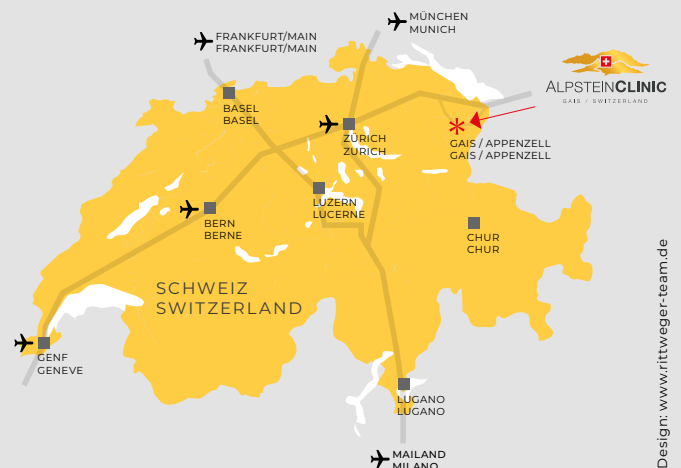 MÜNCHEN
MUNICH
FRANKFURT/MAIN
FRANKFURT/MAIN
ALPSTEINCLINIC
GAIS / SWITZERLAND
BASEL
BASEL
ZÜRICH
ZURICH
GAIS / APPENZELL
GAIS / APPENZELL
LUZERN
LUCERNE
BERN
BERNE
CHUR
CHUR
SCHWEIZ
SWITZERLAND
GENF
GENEVE
LUGANO
LUGANO
MAILAND
MILANO
Design: www.rittweger-team.de